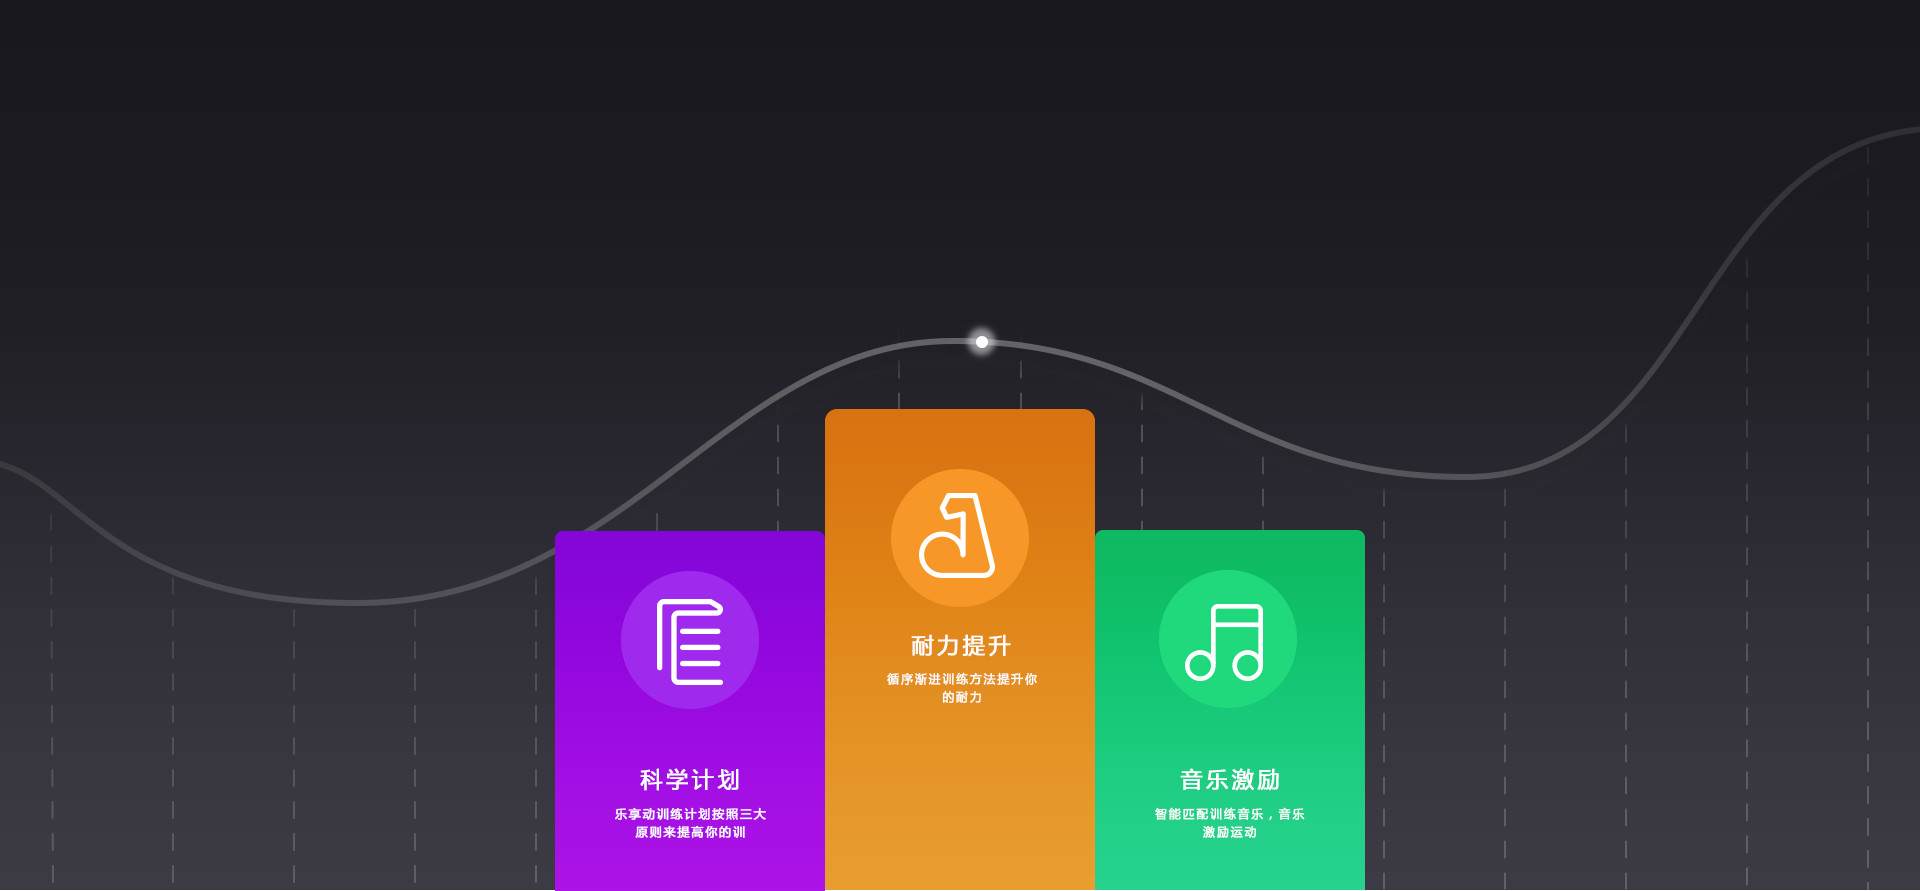 科学计划
乐享动训练计划按照三大
原则来提高你的训
耐力提升
循序渐进训练方法提升你
的耐力
音乐激励
智能匹配训练音乐，音乐
激励运动